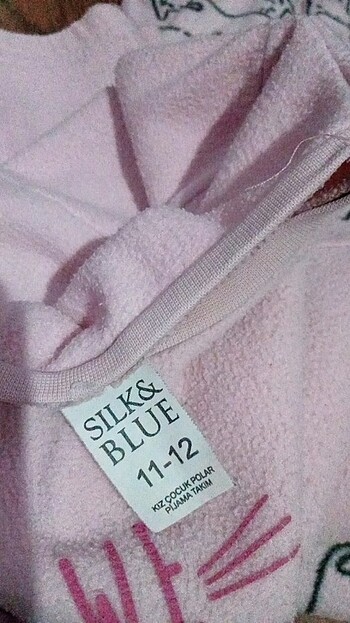 SILK&
BLUE
11-12
KIZ ÇOCUK POLAR
PİJAMA TAKIM